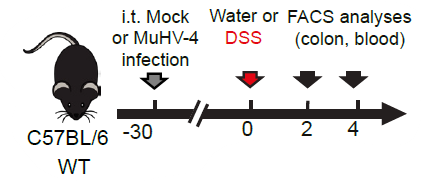 i.t. Mock
or MuHV-4
infection
Water or
DSS
FACS analyses
(colon, blood)
C57BL/6
WT
-30
0
2
4